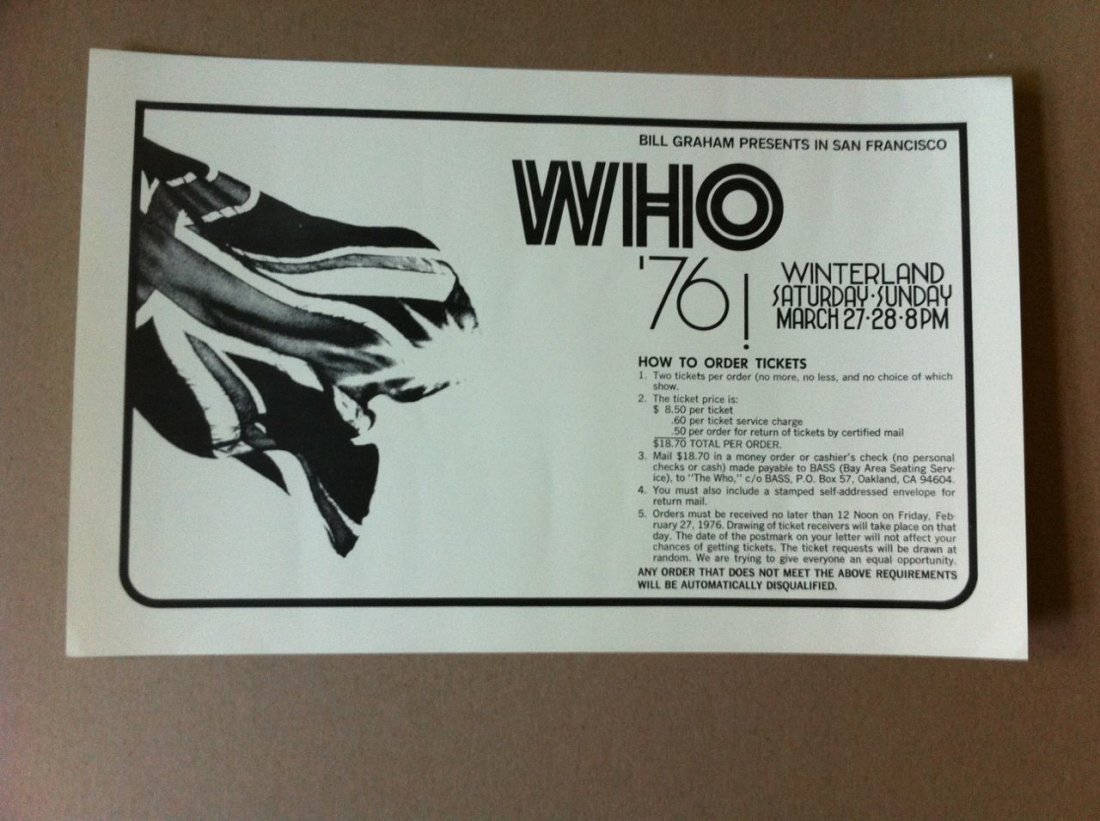 BILL GRAHAM PRESENTS IN SAN FRANCISCO
WHO
'76!
WINTERLAND
SATURDAY·SUNDAY
MARCH 27·28·8PM
HOW TO ORDER TICKETS
1. Two tickets per order (no more, no less, and no choice of which
show.
2. The ticket price is:
$ 8.50 per ticket
.60 per ticket service charge
.50 per order for return of tickets by certified mail
$18.70 TOTAL PER ORDER.
3. Mail $18.70 in a money order or cashier's check (no personal
checks or cash) made payable to BASS (Bay Area Seating Serv-
ice), to "The Who," c/o BASS, P.O. Box 57, Oakland, CA 94604.
4. You must also include a stamped self-addressed envelope for
return mail.
5. Orders must be received no later than 12 Noon on Friday, Feb-
ruary 27, 1976. Drawing of ticket receivers will take place on that
day. The date of the postmark on your letter will not affect your
chances of getting tickets. The ticket requests will be drawn at
random. We are trying to give everyone an equal opportunity.
ANY ORDER THAT DOES NOT MEET THE ABOVE REQUIREMENTS
WILL BE AUTOMATICALLY DISQUALIFIED.